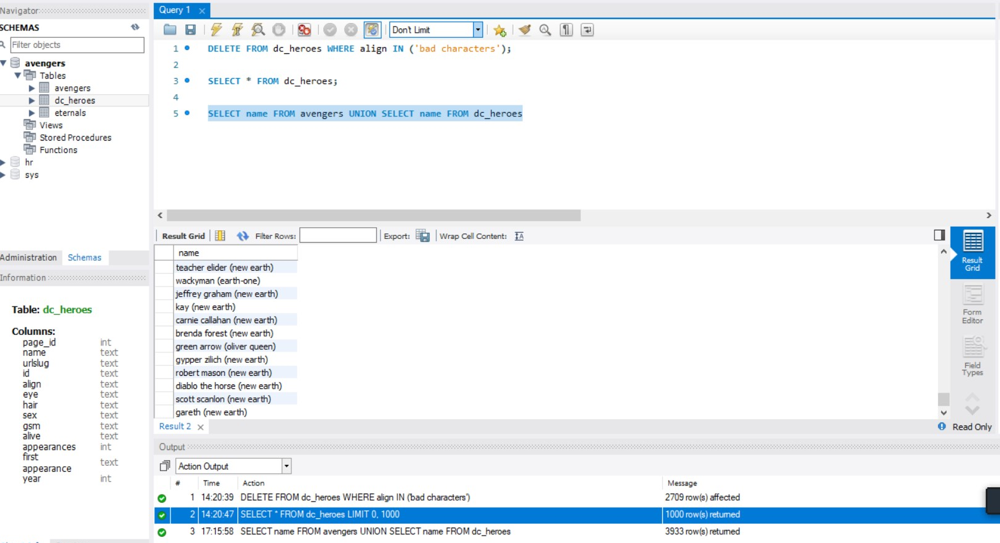 Navigator
Query 1
SCHEMAS
Don't Limit
Filter objects
1 DELETE FROM dc_heroes WHERE align IN ('bad characters');
2
3 SELECT * FROM dc_heroes;
4
5 SELECT name FROM avengers UNION SELECT name FROM dc_heroes
avengers
Tables
avengers
dc_heroes
eternals
Views
Stored Procedures
Functions
hr
sys
Administration Schemas
Information
Table: dc_heroes
Columns:
page_id int
name text
urlslug text
id text
align text
eye text
hair text
sex text
gsm text
alive text
appearances int
first
appearance text
year int
Result Grid Filter Rows: Export: Wrap Cell Content:
name
teacher elider (new earth)
wackyman (earth-one)
jeffrey graham (new earth)
kay (new earth)
carnie callahan (new earth)
brenda forest (new earth)
green arrow (oliver queen)
gypper zilich (new earth)
robert mason (new earth)
diablo the horse (new earth)
scott scanlon (new earth)
gareth (new earth)
Result
Grid
Form
Editor
Field
Types
Result 2
Read Only
Output
Action Output
# Time Action Message
1 14:20:39 DELETE FROM dc_heroes WHERE align IN ('bad characters') 2709 row(s) affected
2 14:20:47 SELECT * FROM dc_heroes LIMIT 0, 1000 1000 row(s) returned
3 17:15:58 SELECT name FROM avengers UNION SELECT name FROM dc_heroes 3933 row(s) returned